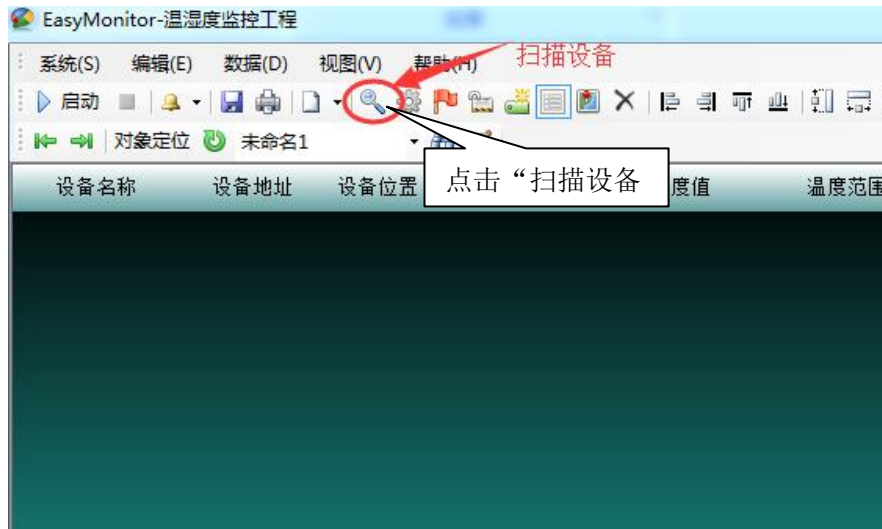 EasyMonitor-温湿度监控工程
系统(S) 编辑(E) 数据(D) 视图(V) 帮助(H) 扫描设备
启动
对象定位 未命名1
点击“扫描设备
设备名称 设备地址 设备位置 度值 温度范围